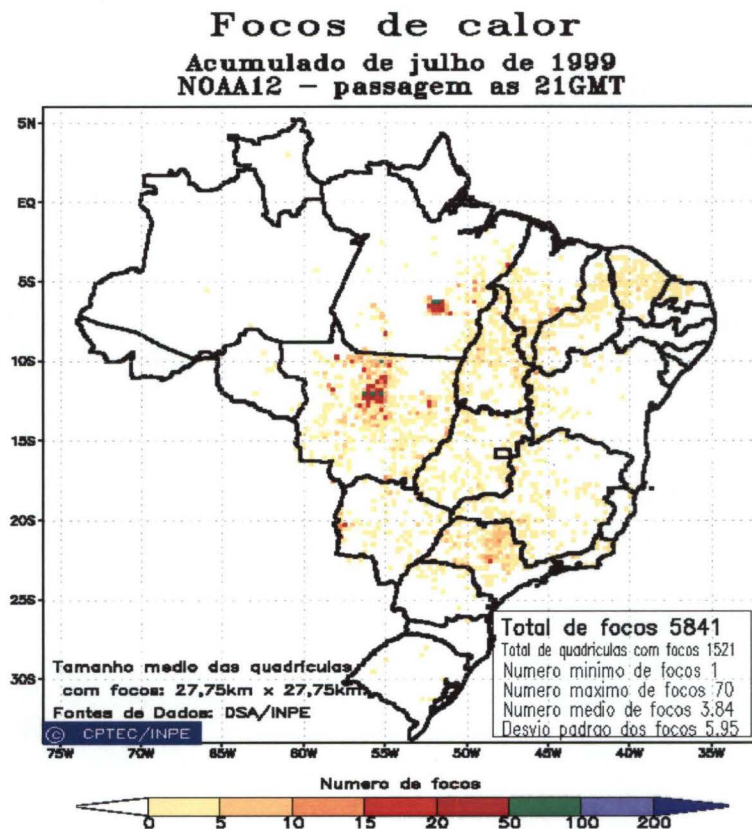 Focos de calor
Acumulado de julho de 1999
NOAA12 – passagem as 21GMT
5N
EQ
5S
10S
15S
20S
25S
30S
Total de focos 5841
Total de quadrículas com focos 1521
Numero minimo de focos 1
Numero maximo de focos 70
Numero medio de focos 3.84
Desvio padrao dos focos 5.95
Tamanho medio das quadrículas
com focos: 27,75km x 27,75km
Fontes de Dados: DSA/INPE
© CPTEC/INPE
75W 70W 65W 60W 55W 50W 45W 40W 35W
Numero de focos
0 5 10 15 20 50 100 200